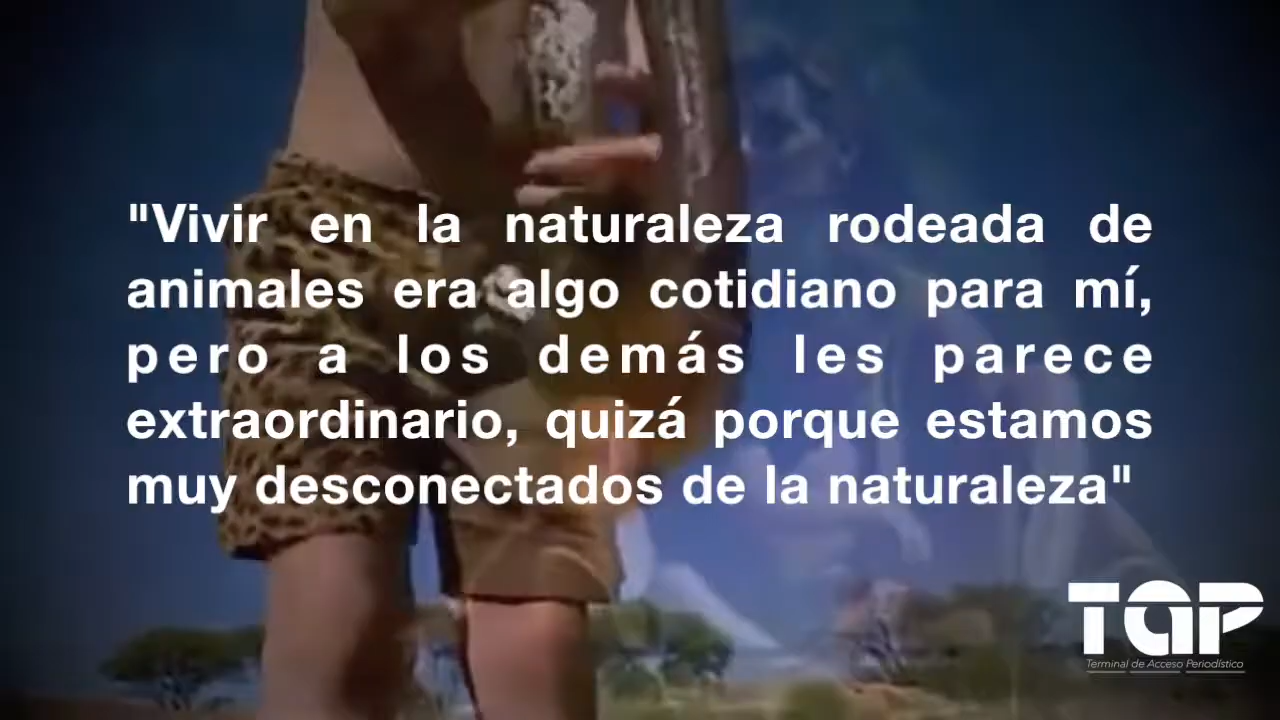 "Vivir en la naturaleza rodeada de
animales era algo cotidiano para mí,
pero a los demás les parece
extraordinario, quizá porque estamos
muy desconectados de la naturaleza"
TAP
Terminal de Acceso Periodístico